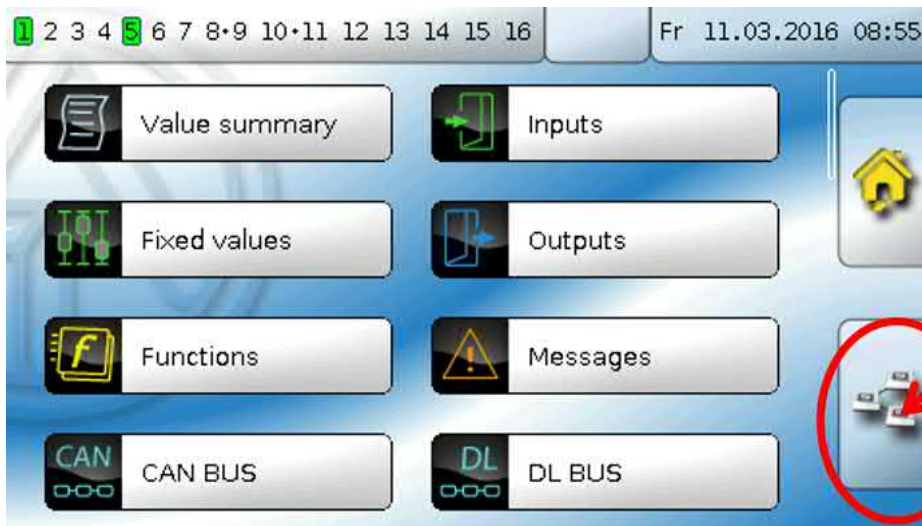 1 2 3 4 5 6 7 8·9 10·11 12 13 14 15 16 Fr 11.03.2016 08:55
Value summary Inputs
Fixed values Outputs
f Functions Messages
CAN CAN BUS DL DL BUS